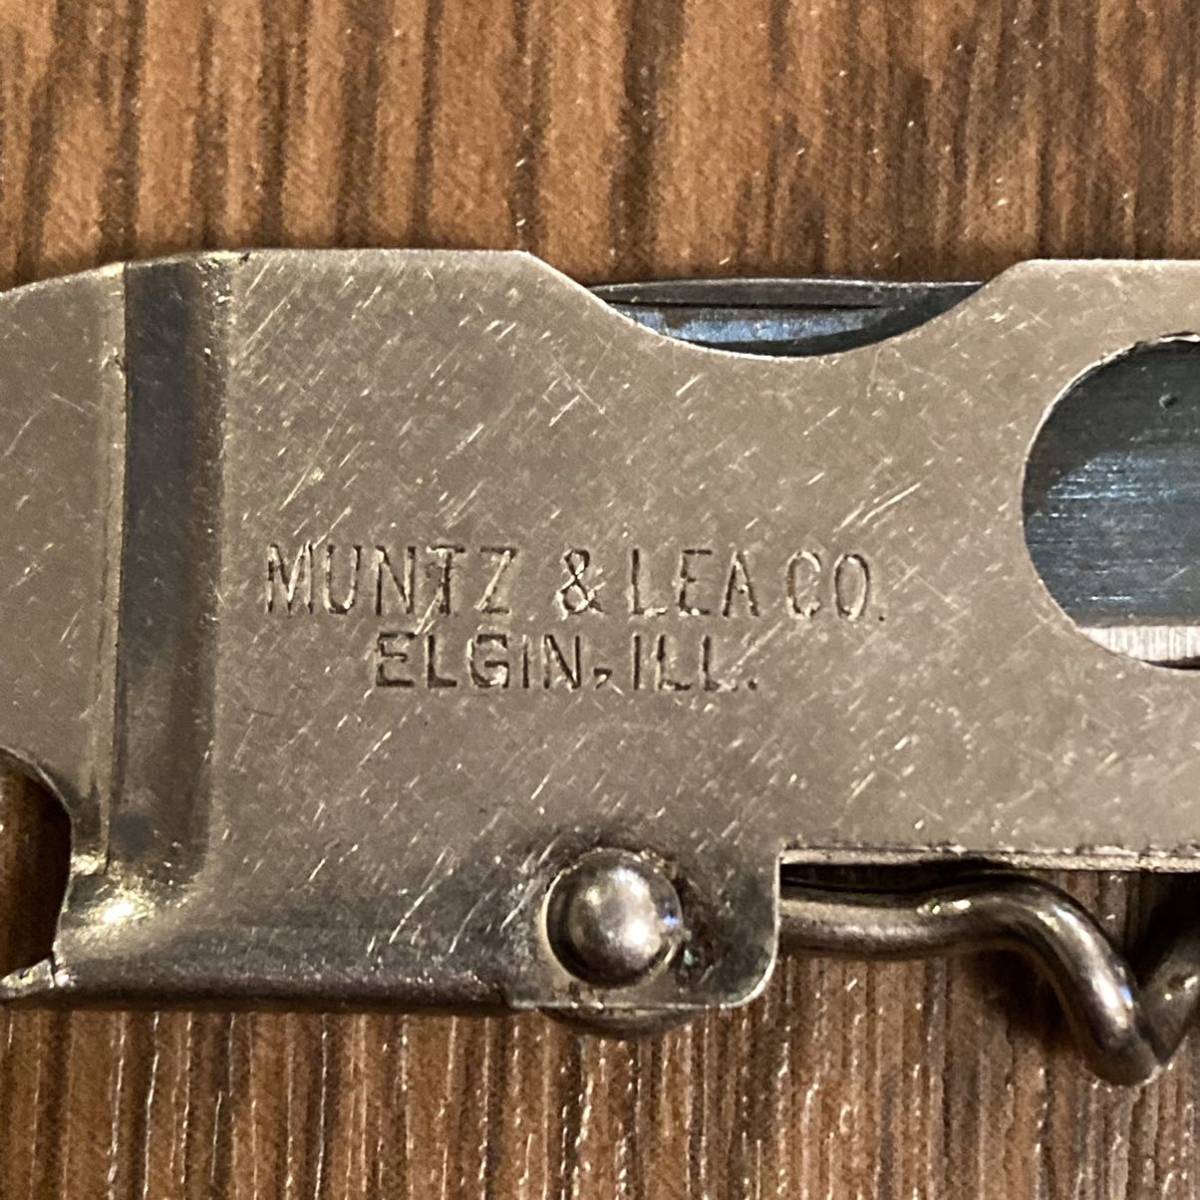 MUNTZ & LEA CO.
ELGIN, ILL.